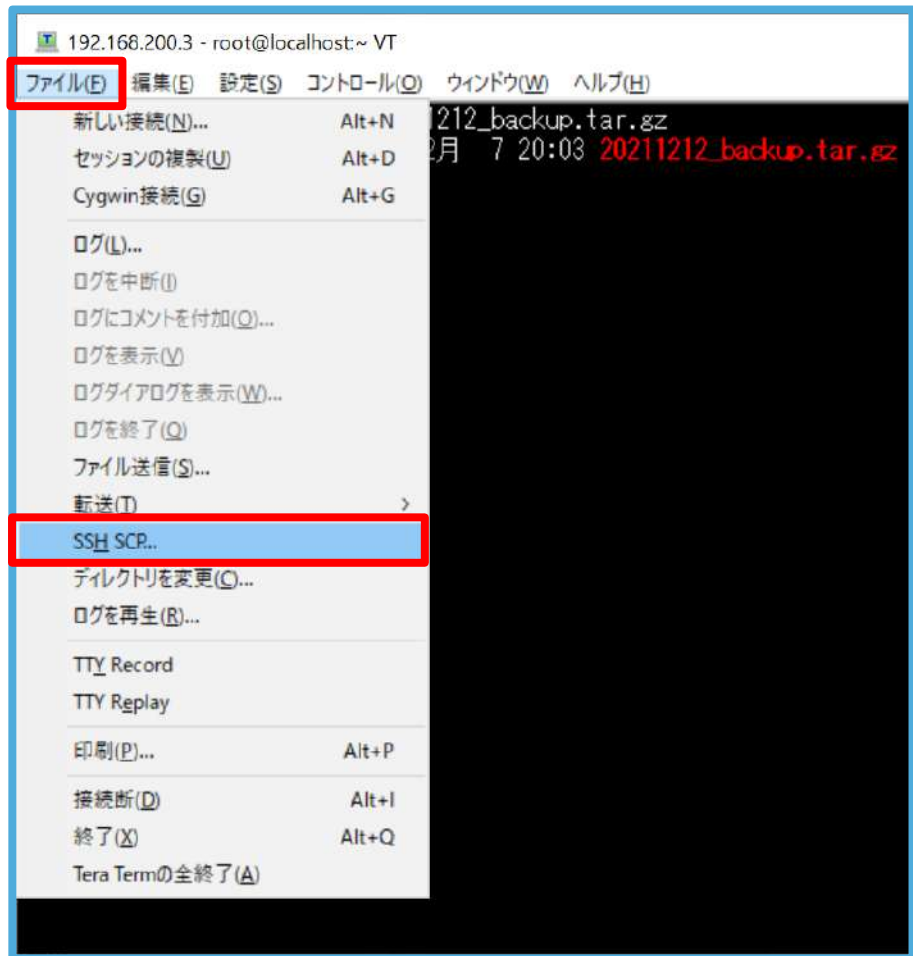 192.168.200.3 - root@localhost:~ VT
ファイル(F) 編集(E) 設定(S) コントロール(O) ウィンドウ(W) ヘルプ(H)
新しい接続(N)... Alt+N
212_backup.tar.gz
セッションの複製(U) Alt+D
月 7 20:03 20211212_backup.tar.gz
Cygwin接続(G) Alt+G
ログ(L)...
ログを中断(I)
ログにコメントを付加(O)...
ログを表示(V)
ログダイアログを表示(W)...
ログを終了(Q)
ファイル送信(S)...
転送(T) >
SSH SCP...
ディレクトリを変更(C)...
ログを再生(R)...
TTY Record
TTY Replay
印刷(P)... Alt+P
接続断(D) Alt+I
終了(X) Alt+Q
Tera Termの全終了(A)